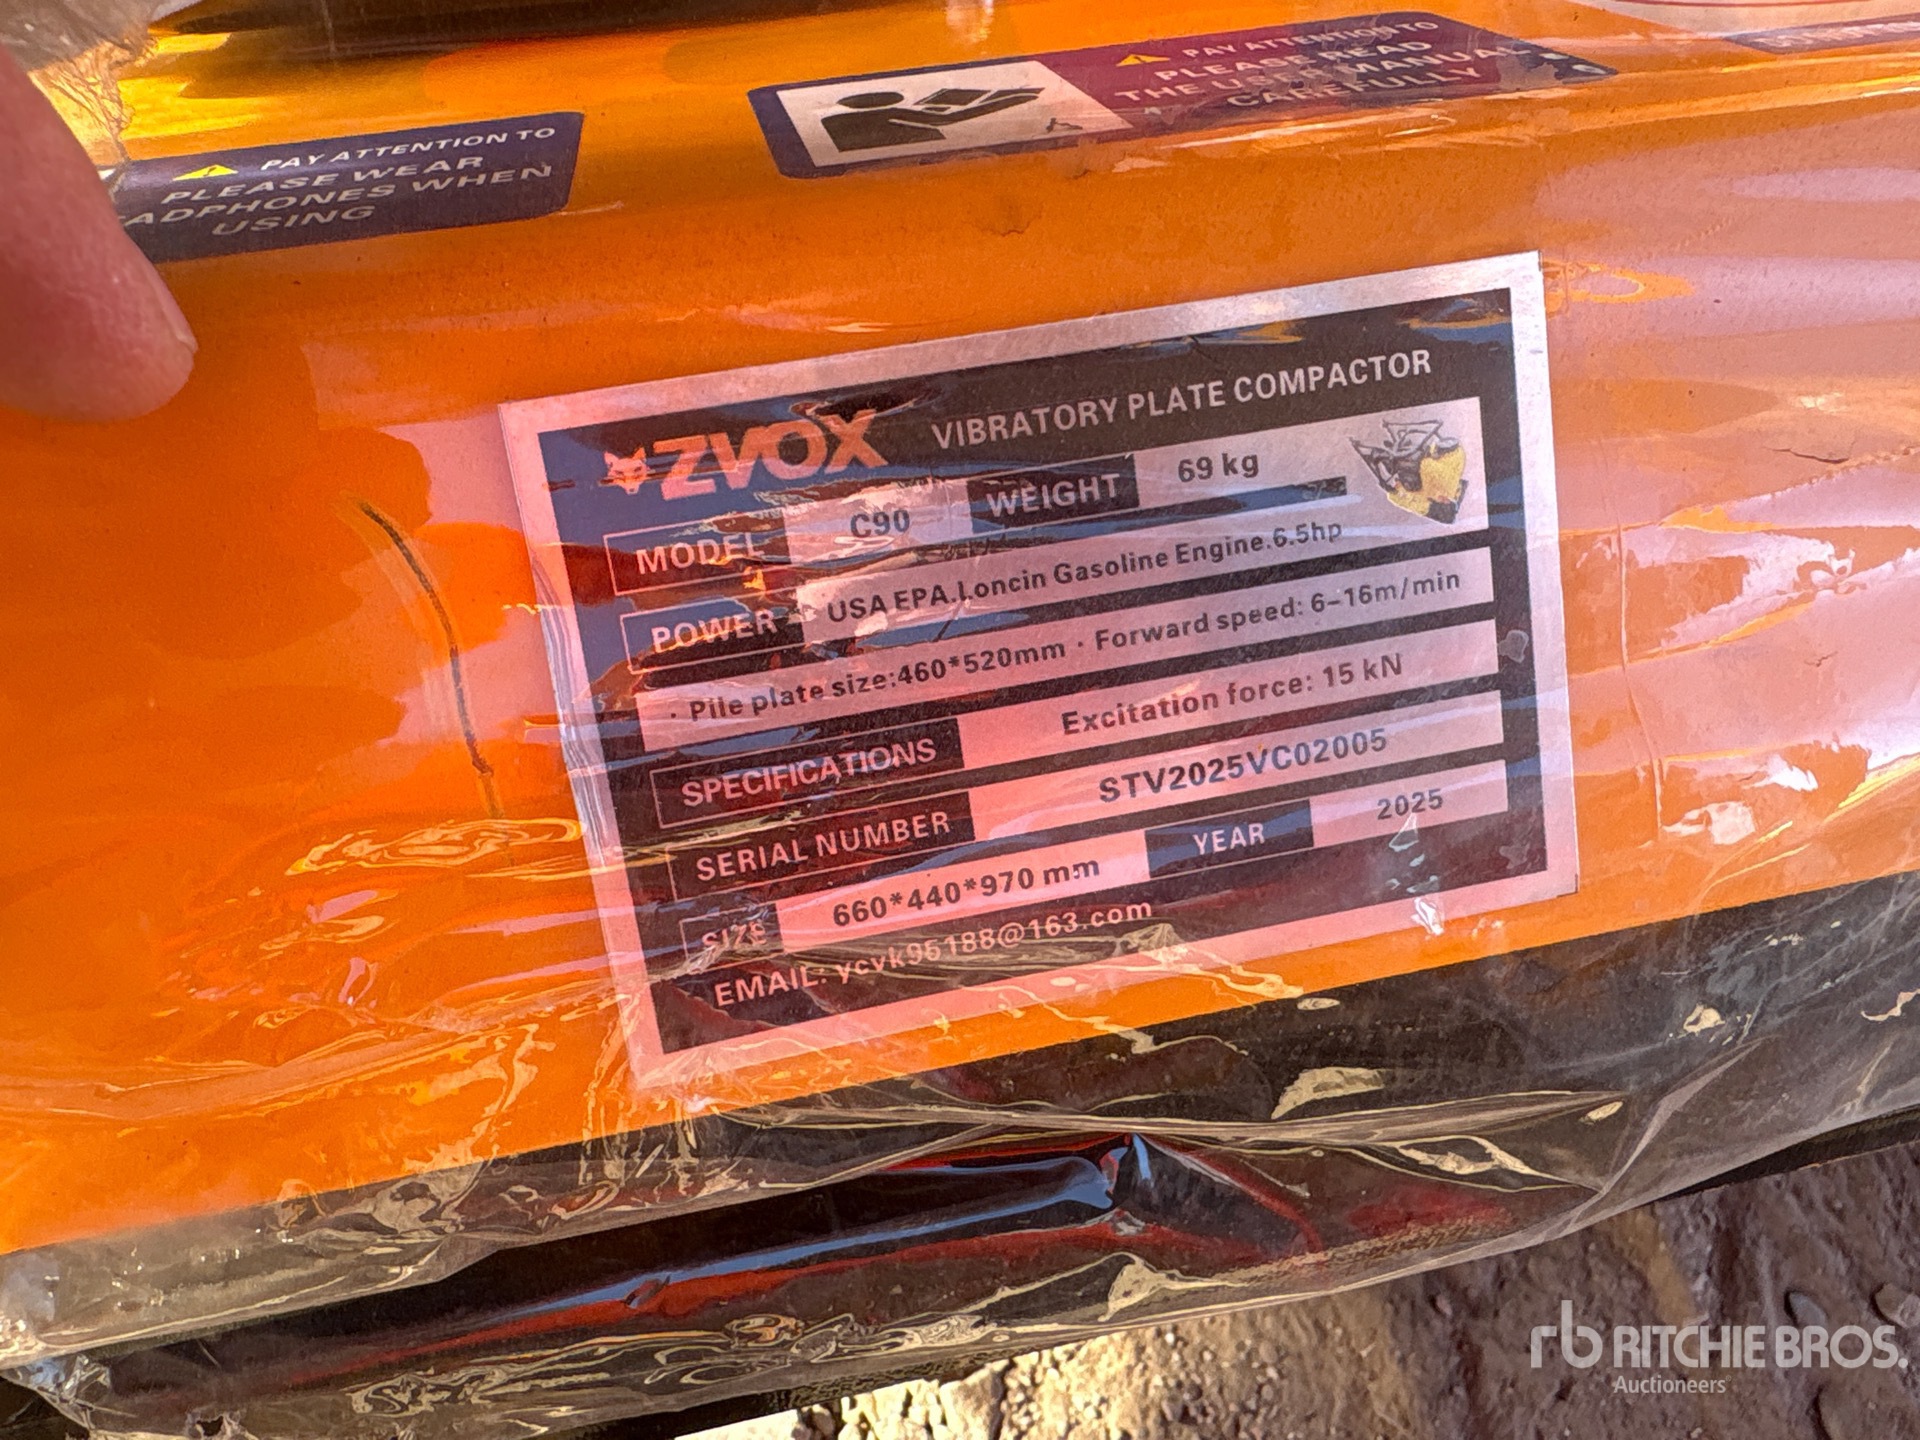 PAY ATTENTION TO
PLEASE WEAR
ADPHONES WHEN
USING
PAY ATTENTION TO
PLEASE READ
THE USER MANUAL
CAREFULLY
ZVOX VIBRATORY PLATE COMPACTOR
MODEL C90 WEIGHT 69 kg
POWER USA EPA.Loncin Gasoline Engine.6.5hp
· Pile plate size:460*520mm · Forward speed: 6-16m/min
SPECIFICATIONS Excitation force: 15 kN
SERIAL NUMBER STV2025VC02005
SIZE 660*440*970 mm YEAR 2025
EMAIL: ycvk95188@163.com
rb RITCHIE BROS.
Auctioneers